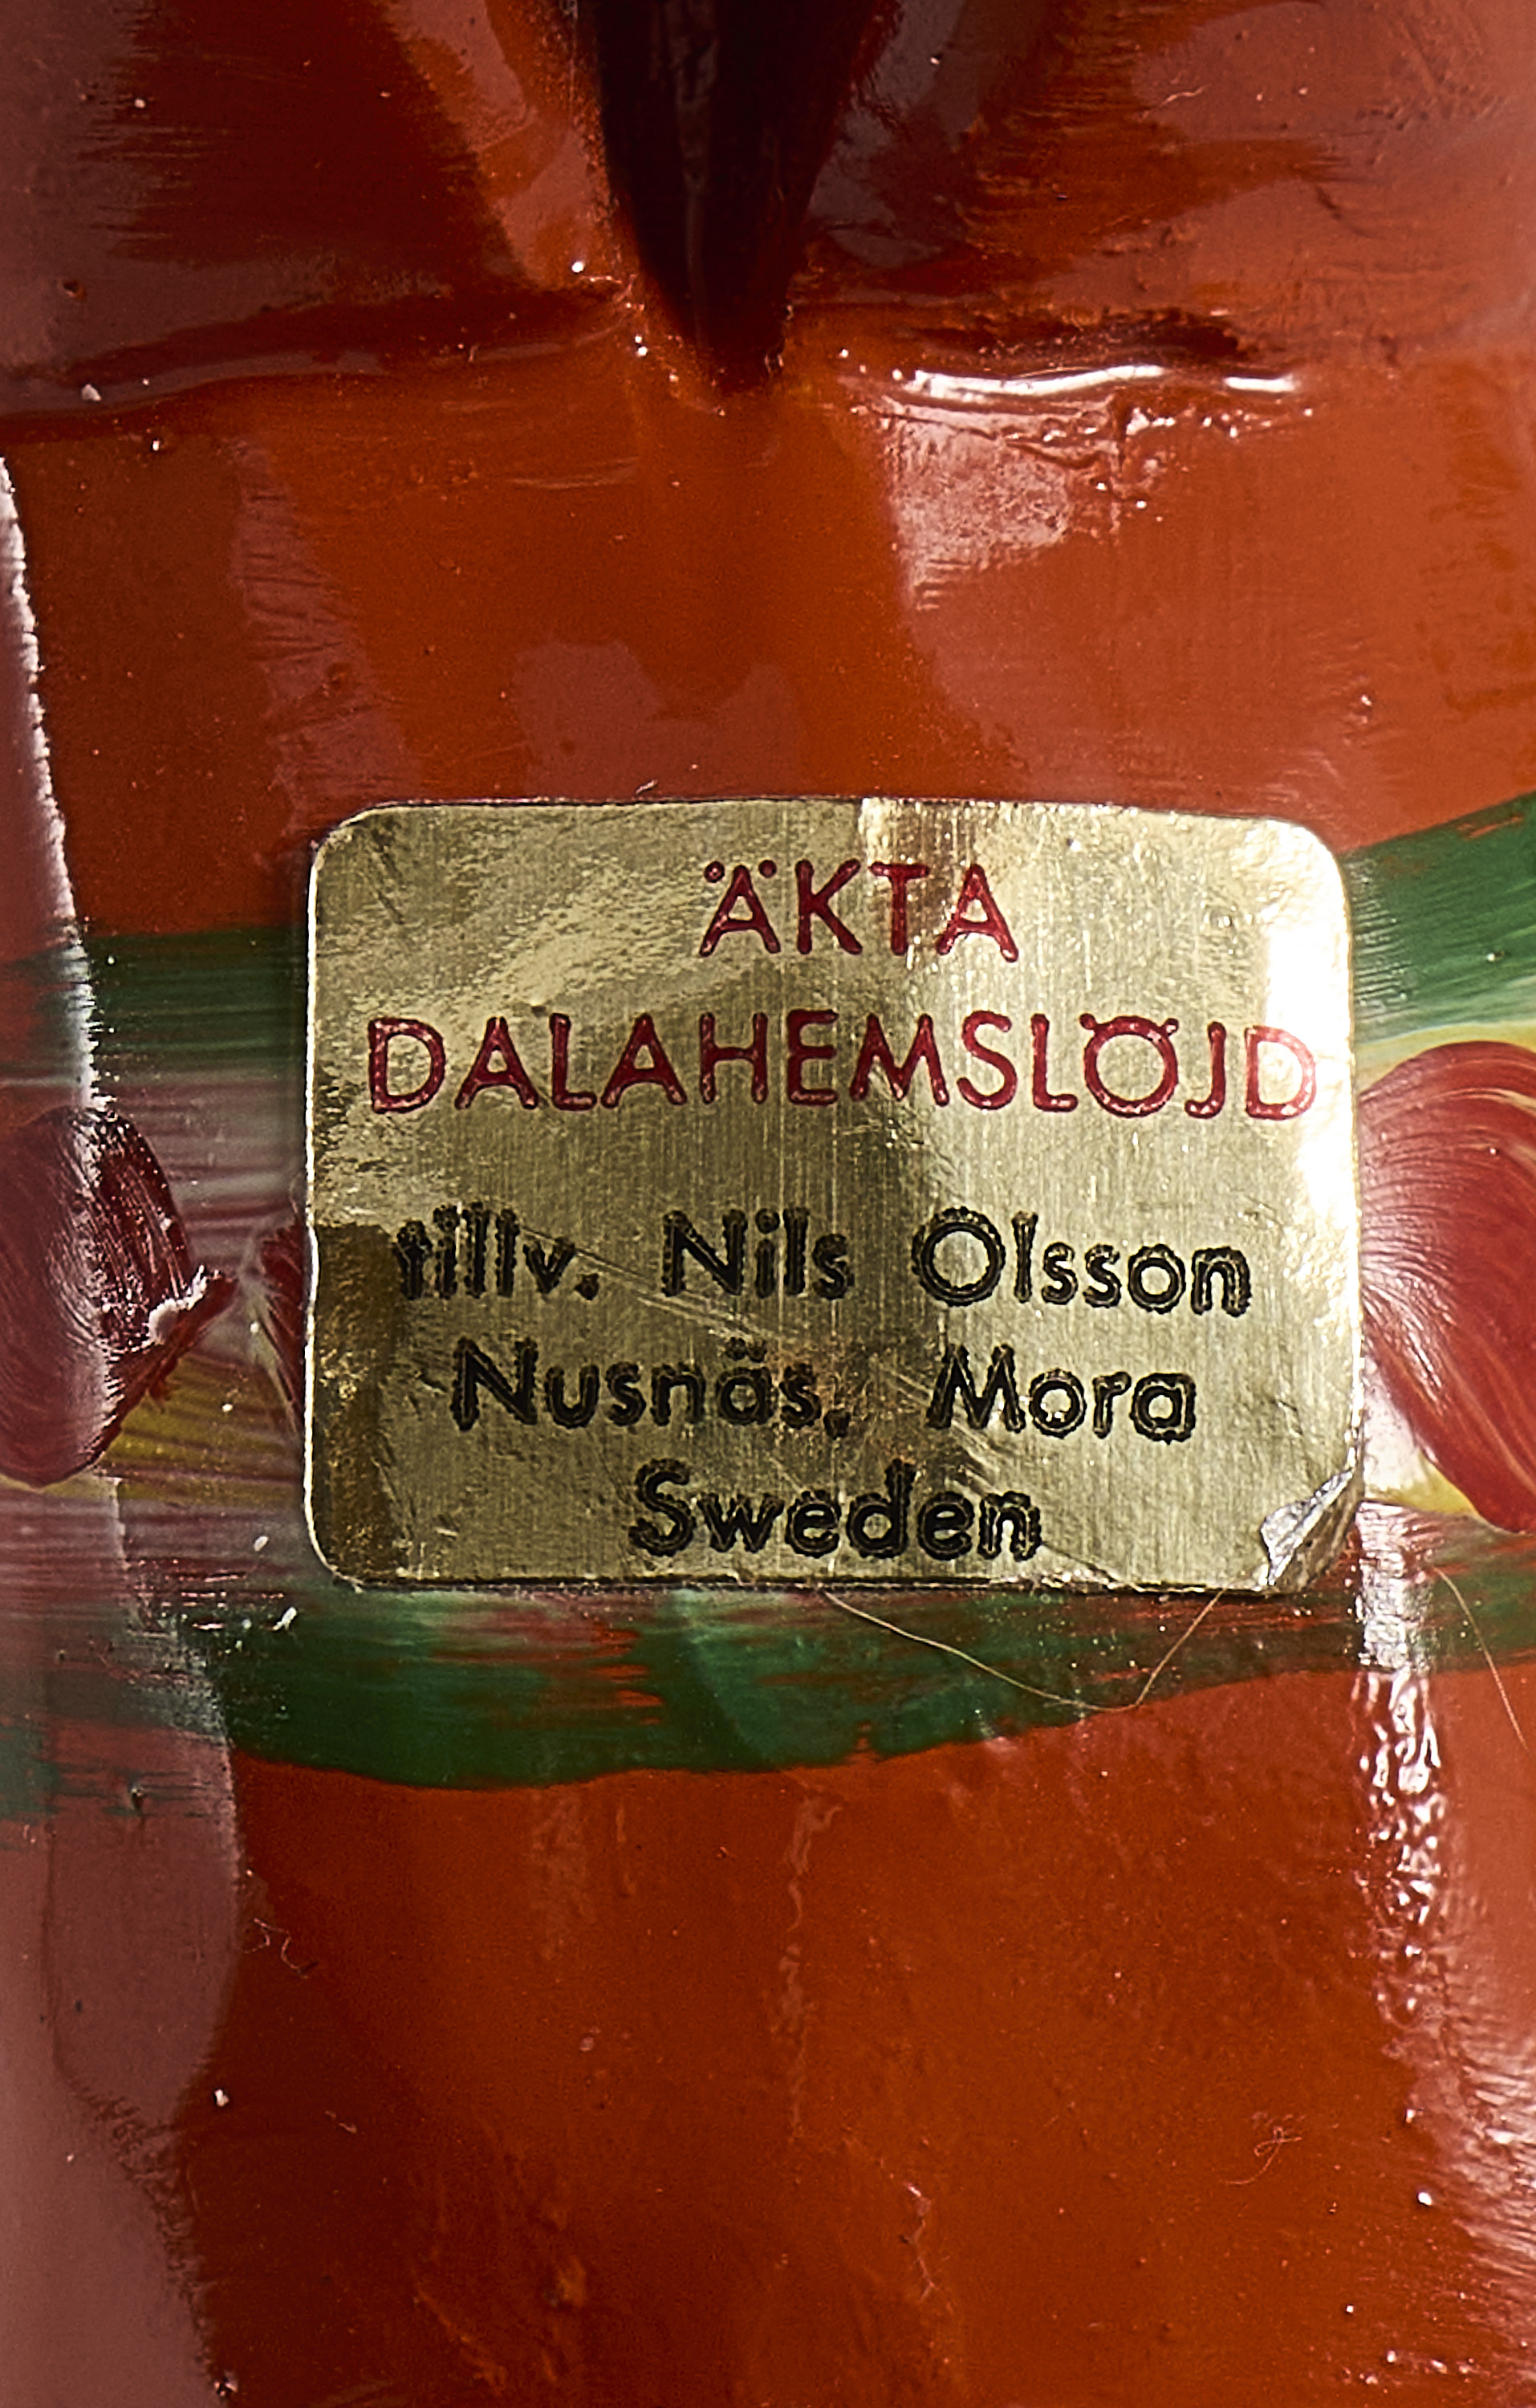 ÄKTA
DALAHEMSLÖJD
tillv. Nils Olsson
Nusnäs, Mora
Sweden